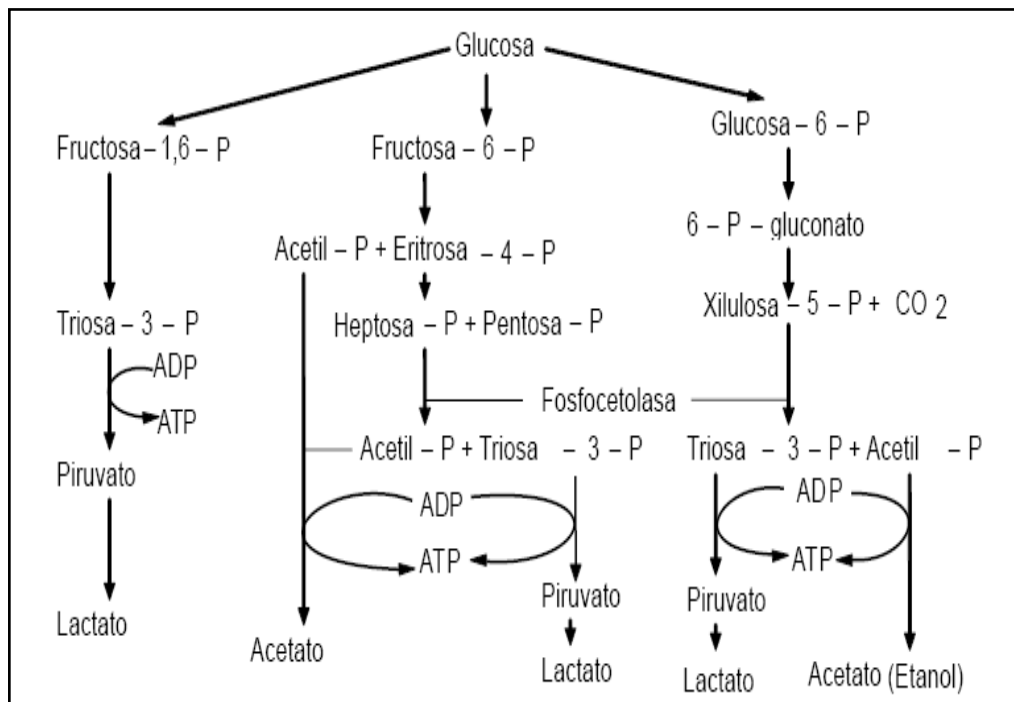 Glucosa
Fructosa – 1,6 – P
Fructosa – 6 – P
Glucosa – 6 – P
6 – P – gluconato
Acetil – P + Eritrosa – 4 – P
Xilulosa – 5 – P + CO 2
Triosa – 3 – P
Heptosa – P + Pentosa – P
ADP
ATP
Fosfocetolasa
Acetil – P + Triosa – 3 – P
Triosa – 3 – P + Acetil – P
Piruvato
ADP
ATP
ADP
ATP
Piruvato
Piruvato
Lactato
Acetato
Lactato
Lactato
Acetato (Etanol)